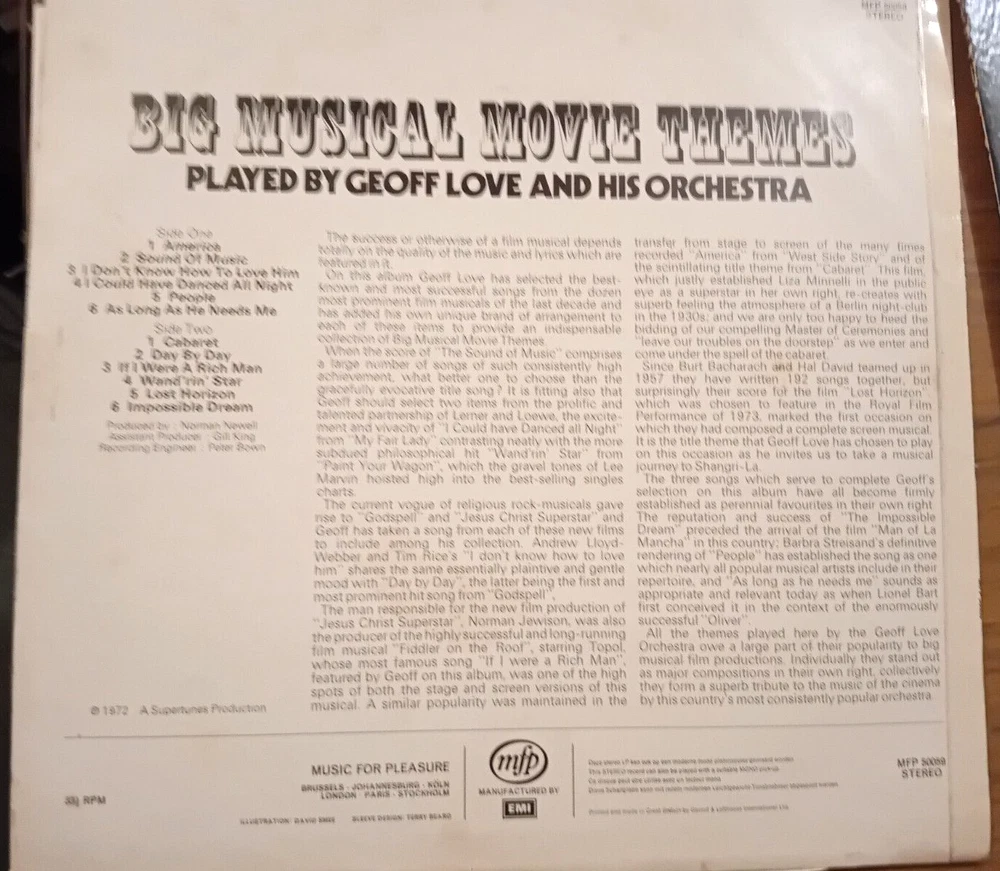 MFP 50059
STEREO
BIG MUSICAL MOVIE THEMES
PLAYED BY GEOFF LOVE AND HIS ORCHESTRA
Side One
1 America
2 Sound Of Music
3 I Don't Know How To Love Him
4 I Could Have Danced All Night
5 People
6 As Long As He Needs Me
Side Two
1 Cabaret
2 Day By Day
3 If I Were A Rich Man
4 Wand'rin' Star
5 Lost Horizon
6 Impossible Dream
Produced by : Norman Newell
Assistant Producer : Gill King
Recording Engineer : Peter Bown
℗ 1972 A Supertunes Production
The success or otherwise of a film musical depends
totally on the quality of the music and lyrics which are
featured in it.
On this album Geoff Love has selected the best-
known and most successful songs from the dozen
most prominent film musicals of the last decade and
has added his own unique brand of arrangement to
each of these items to provide an indispensable
collection of Big Musical Movie Themes.
When the score of "The Sound of Music" comprises
a large number of songs of such consistently high
achievement, what better one to choose than the
gracefully evocative title song? It is fitting also that
Geoff should select two items from the prolific and
talented partnership of Lerner and Loewe, the excite-
ment and vivacity of "I could have Danced all Night"
from "My Fair Lady" contrasting neatly with the more
subdued philosophical hit "Wand'rin' Star" from
"Paint Your Wagon", which the gravel tones of Lee
Marvin hoisted high into the best-selling singles
charts.
The current vogue of religious rock-musicals gave
rise to "Godspell" and "Jesus Christ Superstar" and
Geoff has taken a song from each of these new films
to include among his collection. Andrew Lloyd-
Webber and Tim Rice's "I don't know how to love
him" shares the same essentially plaintive and gentle
mood with "Day by Day", the latter being the first and
most prominent hit song from "Godspell".
The man responsible for the new film production of
"Jesus Christ Superstar", Norman Jewison, was also
the producer of the highly successful and long-running
film musical "Fiddler on the Roof", starring Topol,
whose most famous song "If I were a Rich Man",
featured by Geoff on this album, was one of the high
spots of both the stage and screen versions of this
musical. A similar popularity was maintained in the
transfer from stage to screen of the many times
recorded "America" from "West Side Story" and of
the scintillating title theme from "Cabaret". This film,
which justly established Liza Minnelli in the public
eye as a superstar in her own right, re-creates with
superb feeling the atmosphere of a Berlin night-club
in the 1930s; and we are only too happy to heed the
bidding of our compelling Master of Ceremonies and
"leave our troubles on the doorstep" as we enter and
come under the spell of the cabaret.
Since Burt Bacharach and Hal David teamed up in
1957 they have written 192 songs together, but
surprisingly their score for the film "Lost Horizon",
which was chosen to feature in the Royal Film
Performance of 1973, marked the first occasion on
which they had composed a complete screen musical.
It is the title theme that Geoff Love has chosen to play
on this occasion as he invites us to take a musical
journey to Shangri-La.
The three songs which serve to complete Geoff's
selection on this album have all become firmly
established as perennial favourites in their own right.
The reputation and success of "The Impossible
Dream" preceded the arrival of the film "Man of La
Mancha" in this country; Barbra Streisand's definitive
rendering of "People" has established the song as one
which nearly all popular musical artists include in their
repertoire, and "As long as he needs me" sounds as
appropriate and relevant today as when Lionel Bart
first conceived it in the context of the enormously
successful "Oliver".
All the themes played here by the Geoff Love
Orchestra owe a large part of their popularity to big
musical film productions. Individually they stand out
as major compositions in their own right, collectively
they form a superb tribute to the music of the cinema
by this country's most consistently popular orchestra.
33⅓ RPM
MUSIC FOR PLEASURE
BRUSSELS · JOHANNESBURG · KÖLN
LONDON · PARIS · STOCKHOLM
ILLUSTRATION: DAVID
SLEEVE DESIGN: TERRY BEARD
mfp
MANUFACTURED BY
EMI
This STEREO record can also be played with a suitable MONO pick-up.
MFP 50059
STEREO